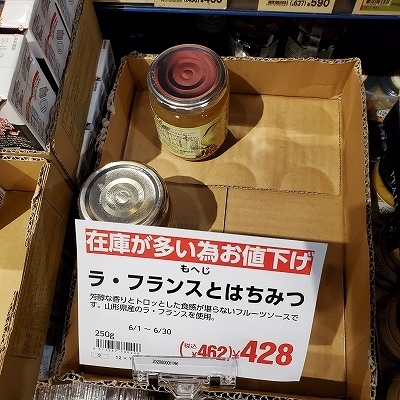 (637)¥590
在庫が多い為お値下げ
もへじ
ラ・フランスとはちみつ
芳醇な香りとトロッとした食感が堪らないフルーツソースで
す。山形県産のラ・フランスを使用。
6/1 ～ 6/30
250g
(税込 ¥462)¥428